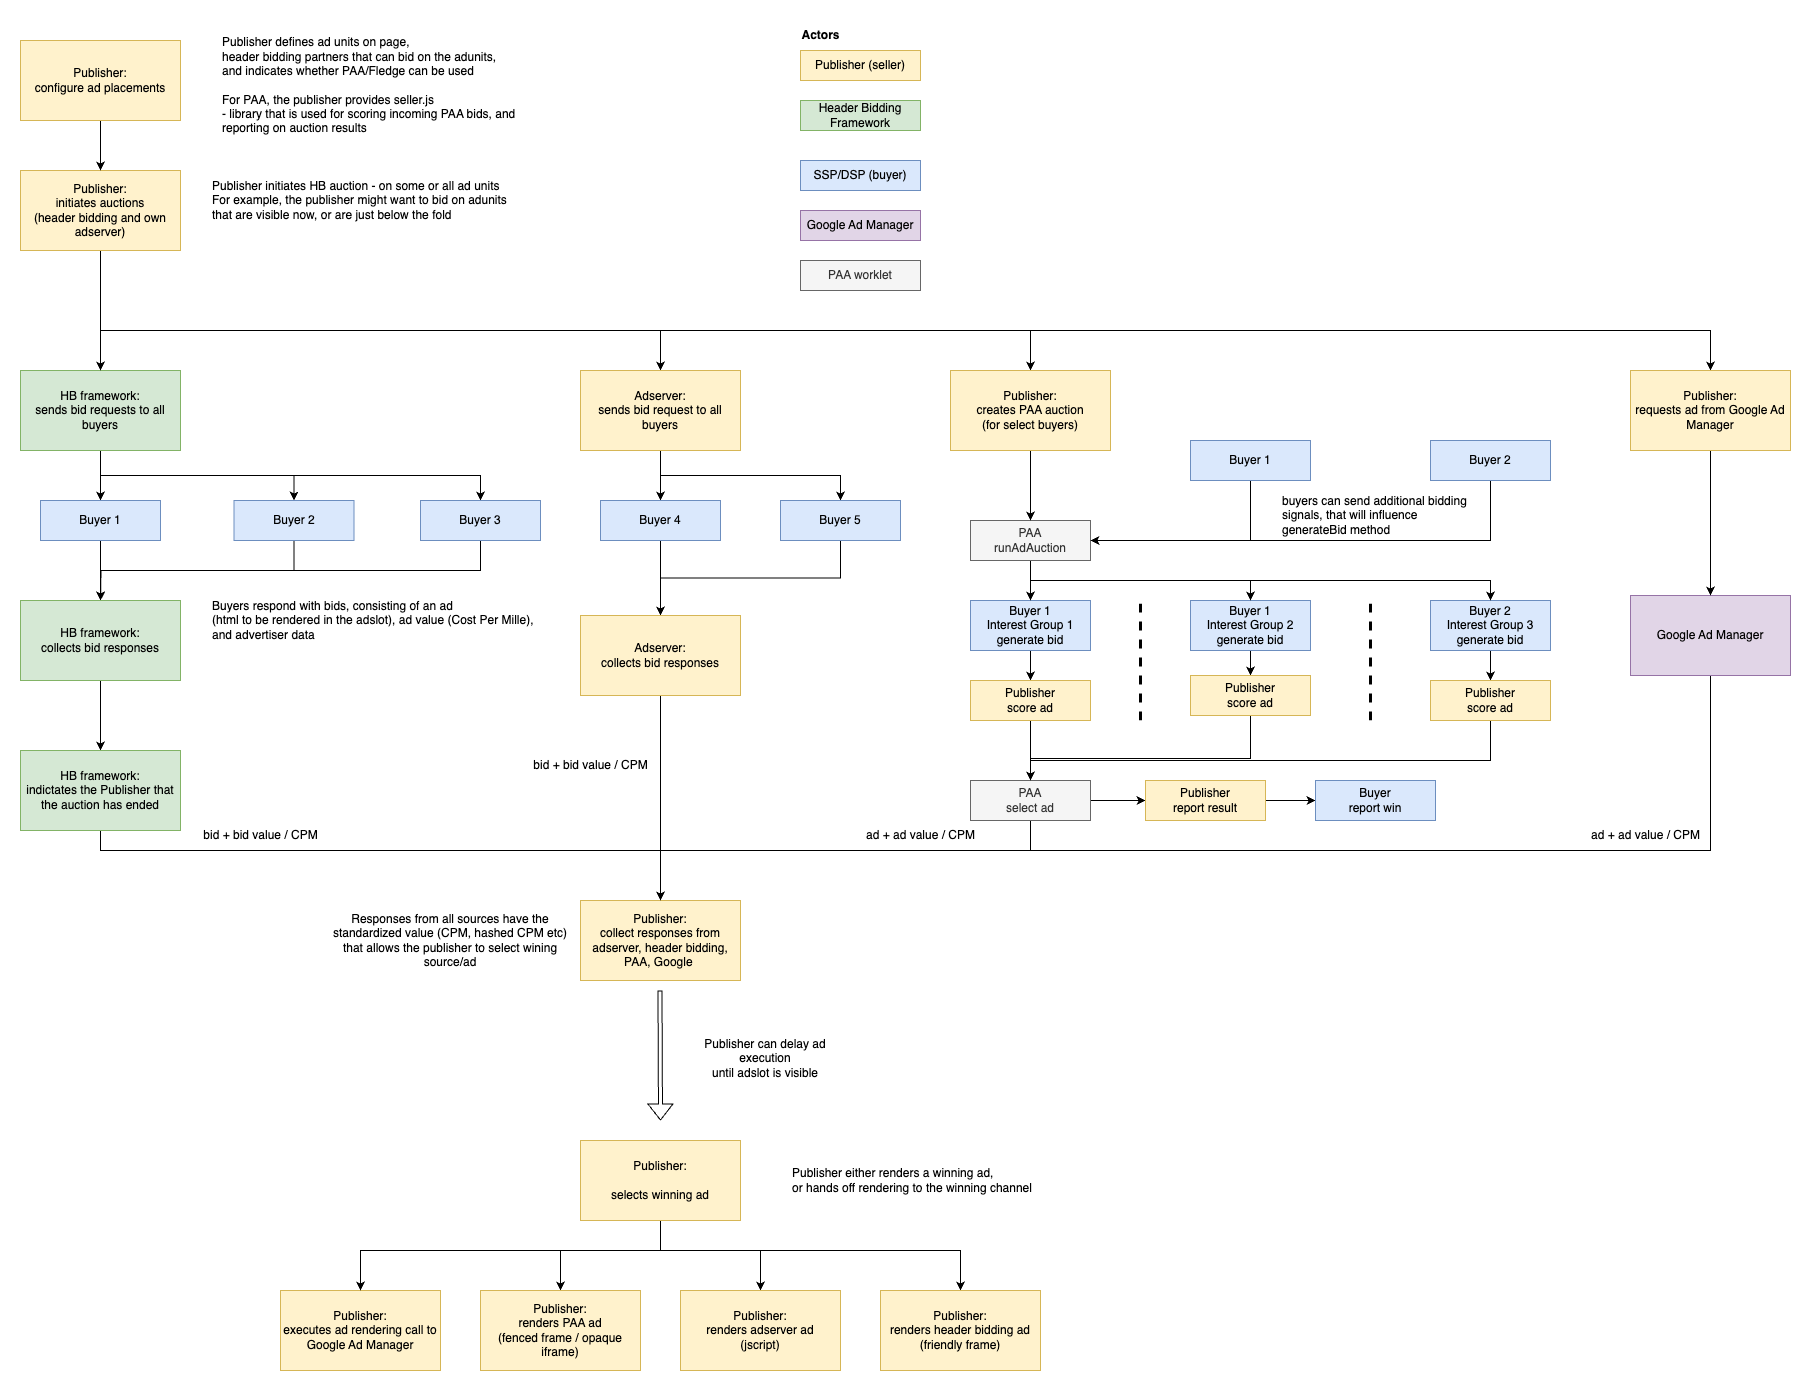 Publisher:
configure ad placements
Publisher defines ad units on page,
header bidding partners that can bid on the adunits,
and indicates whether PAA/Fledge can be used
For PAA, the publisher provides seller.js
- library that is used for scoring incoming PAA bids, and
reporting on auction results
Actors
Publisher (seller)
Header Bidding
Framework
SSP/DSP (buyer)
Google Ad Manager
PAA worklet
Publisher:
initiates auctions
(header bidding and own
adserver)
Publisher initiates HB auction - on some or all ad units
For example, the publisher might want to bid on adunits
that are visible now, or are just below the fold
HB framework:
sends bid requests to all
buyers
Adserver:
sends bid request to all
buyers
Publisher:
creates PAA auction
(for select buyers)
Publisher:
requests ad from Google Ad
Manager
Buyer 1
Buyer 2
Buyer 1
Buyer 2
Buyer 3
Buyer 4
Buyer 5
buyers can send additional bidding
signals, that will influence
generateBid method
PAA
runAdAuction
HB framework:
collects bid responses
Buyers respond with bids, consisting of an ad
(html to be rendered in the adslot), ad value (Cost Per Mille),
and advertiser data
Adserver:
collects bid responses
Buyer 1
Interest Group 1
generate bid
Buyer 1
Interest Group 2
generate bid
Buyer 2
Interest Group 3
generate bid
Google Ad Manager
Publisher
score ad
Publisher
score ad
Publisher
score ad
HB framework:
indictates the Publisher that
the auction has ended
bid + bid value / CPM
PAA
select ad
Publisher
report result
Buyer
report win
bid + bid value / CPM
ad + ad value / CPM
ad + ad value / CPM
Responses from all sources have the
standardized value (CPM, hashed CPM etc)
that allows the publisher to select wining
source/ad
Publisher:
collect responses from
adserver, header bidding,
PAA, Google
Publisher can delay ad
execution
until adslot is visible
Publisher:
selects winning ad
Publisher either renders a winning ad,
or hands off rendering to the winning channel
Publisher:
executes ad rendering call to
Google Ad Manager
Publisher:
renders PAA ad
(fenced frame / opaque
iframe)
Publisher:
renders adserver ad
(jscript)
Publisher:
renders header bidding ad
(friendly frame)